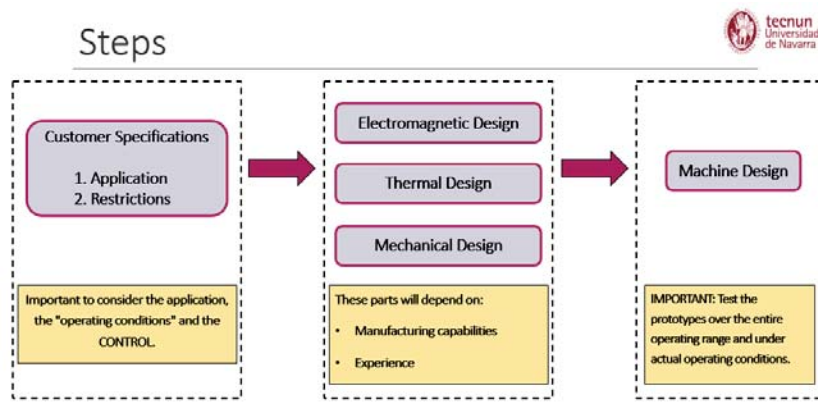 Steps
tecnun
Universidad
de Navarra
Customer Specifications
1. Application
2. Restrictions
Important to consider the application,
the "operating conditions" and the
CONTROL.
Electromagnetic Design
Thermal Design
Mechanical Design
These parts will depend on:
• Manufacturing capabilities
• Experience
Machine Design
IMPORTANT: Test the
prototypes over the entire
operating range and under
actual operating conditions.